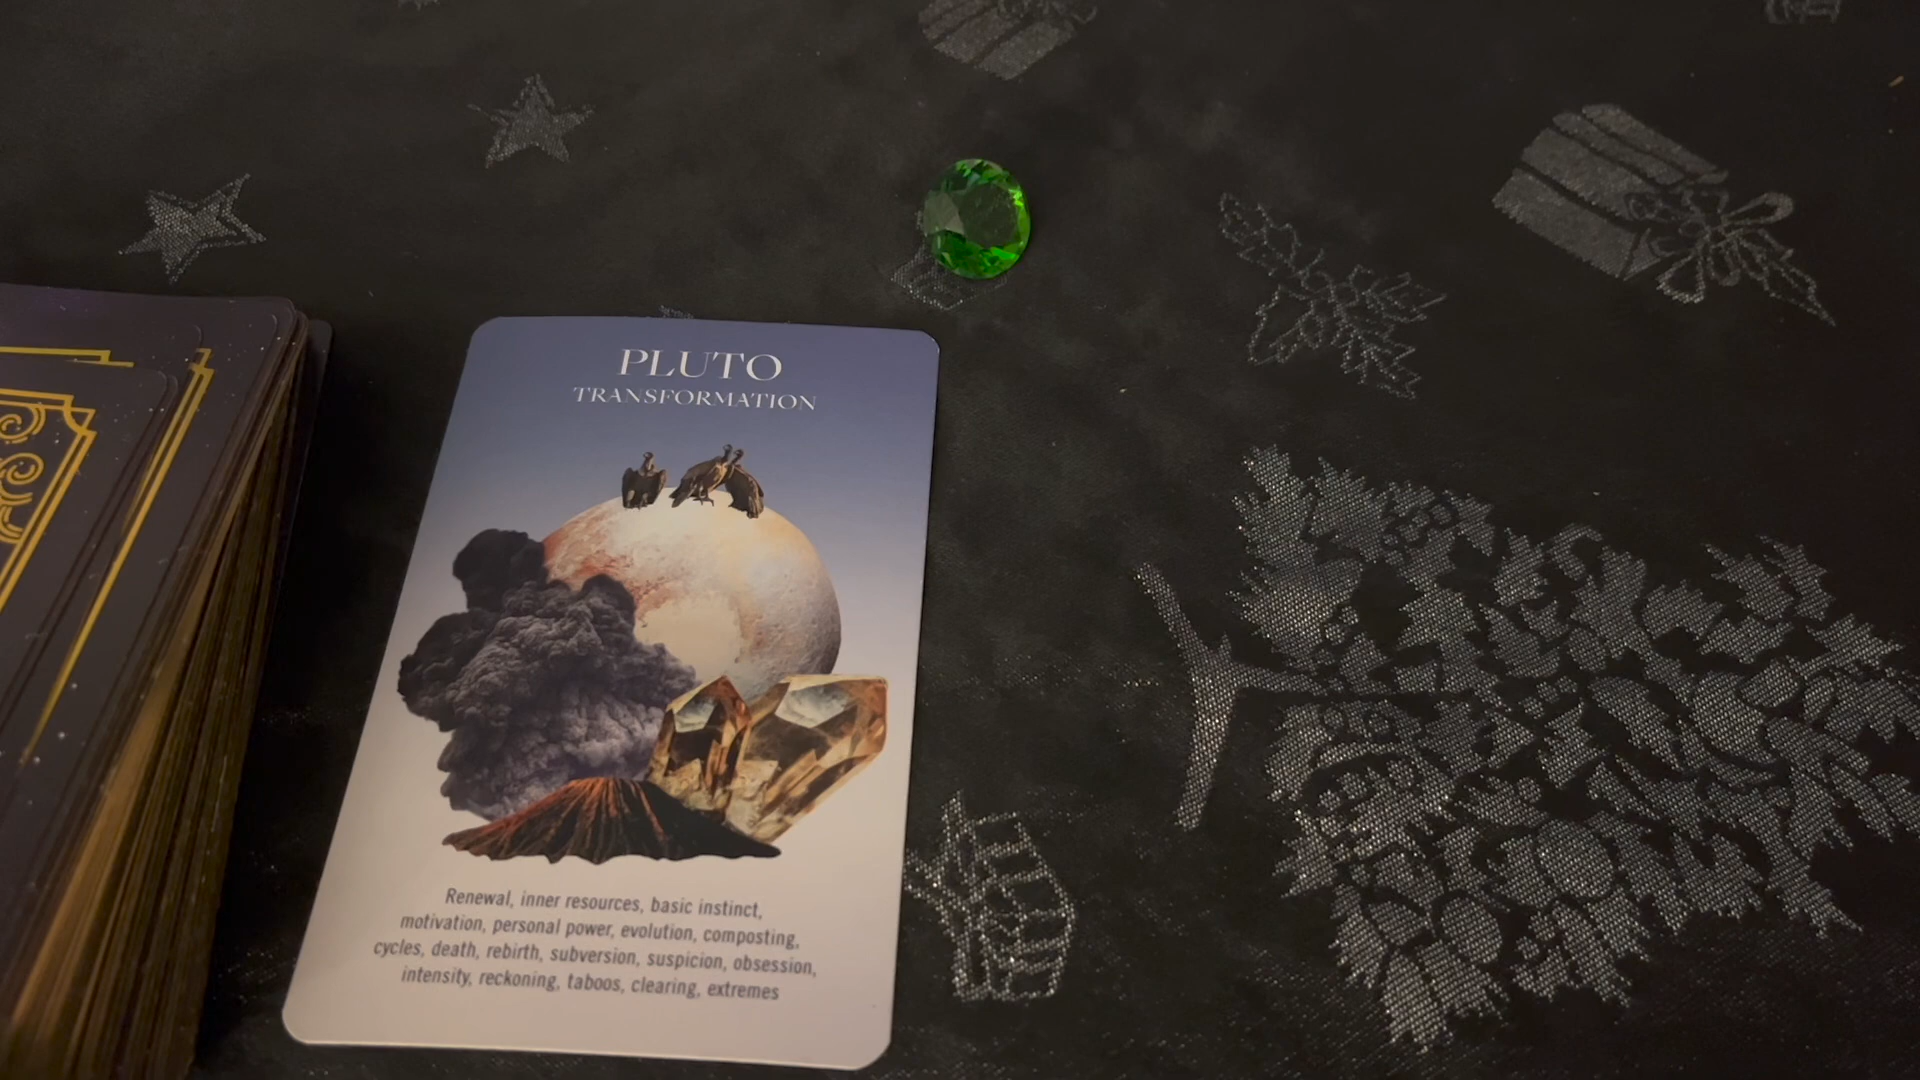 PLUTO
TRANSFORMATION
Renewal, inner resources, basic instinct,
motivation, personal power, evolution, composting,
cycles, death, rebirth, subversion, suspicion, obsession,
intensity, reckoning, taboos, clearing, extremes